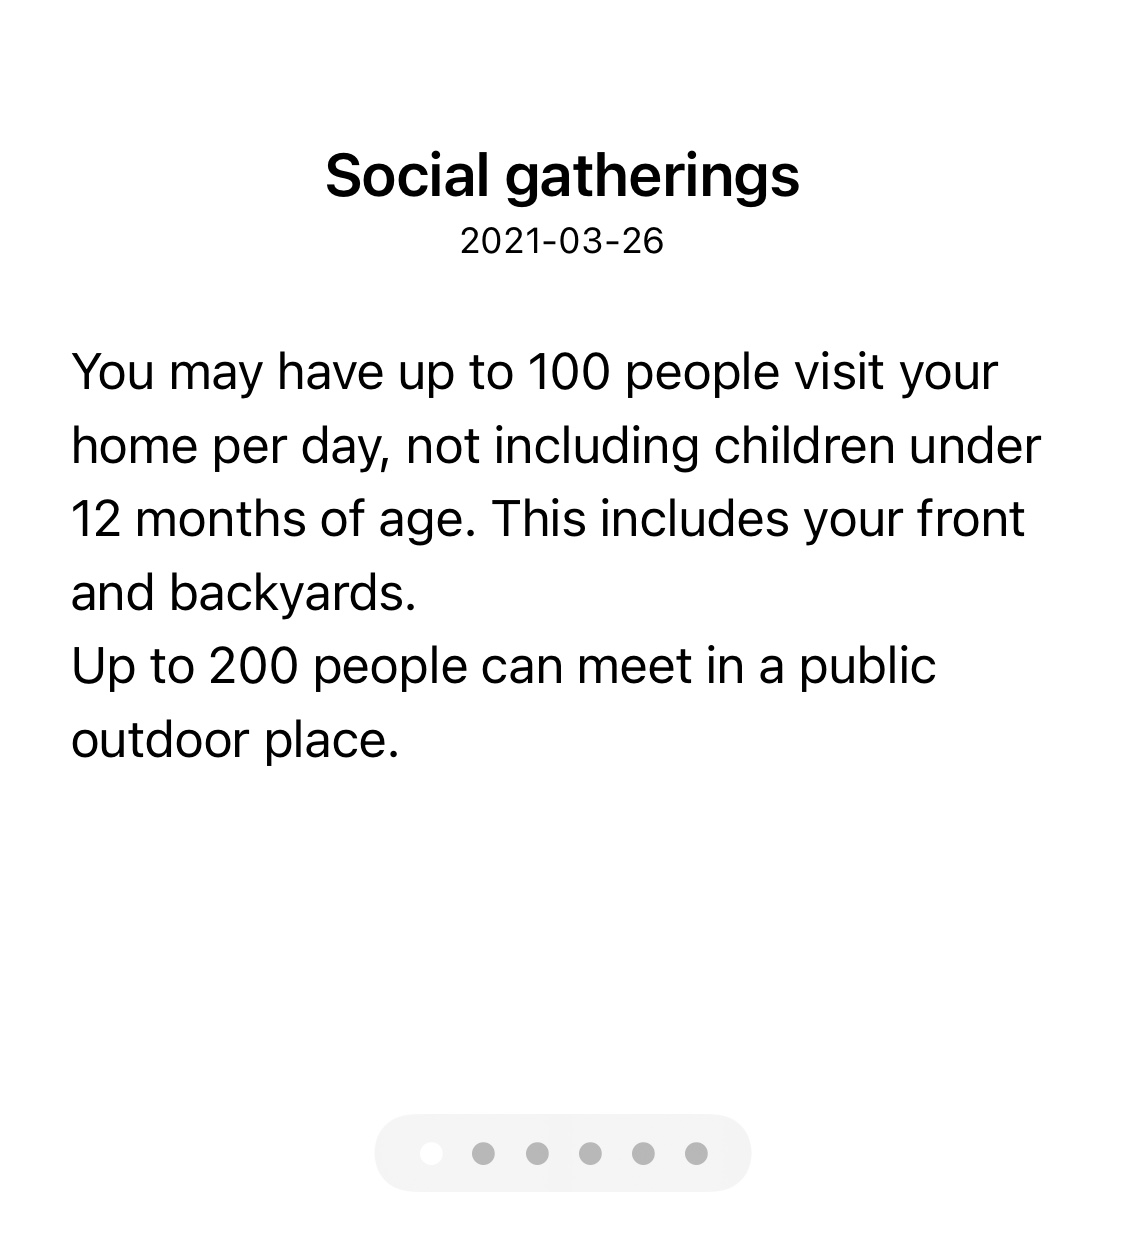 Social gatherings
2021-03-26
You may have up to 100 people visit your
home per day, not including children under
12 months of age. This includes your front
and backyards.
Up to 200 people can meet in a public
outdoor place.